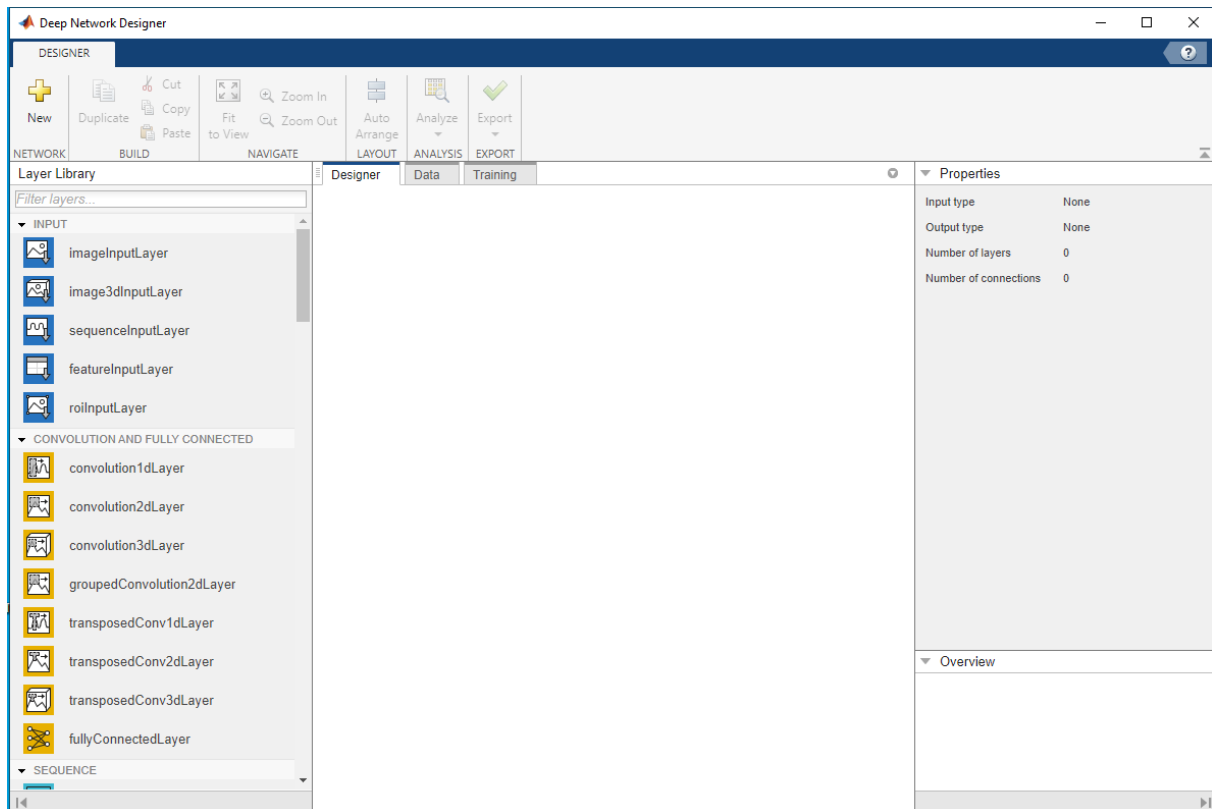 Deep Network Designer
DESIGNER
?
New
Duplicate
Cut
Copy
Paste
Fit
to View
Zoom In
Zoom Out
Auto
Arrange
Analyze
Export
NETWORK
BUILD
NAVIGATE
LAYOUT
ANALYSIS
EXPORT
Layer Library
Filter layers...
INPUT
imageInputLayer
image3dInputLayer
sequenceInputLayer
featureInputLayer
roiInputLayer
CONVOLUTION AND FULLY CONNECTED
convolution1dLayer
convolution2dLayer
convolution3dLayer
groupedConvolution2dLayer
transposedConv1dLayer
transposedConv2dLayer
transposedConv3dLayer
fullyConnectedLayer
SEQUENCE
Designer
Data
Training
Properties
Input type None
Output type None
Number of layers 0
Number of connections 0
Overview